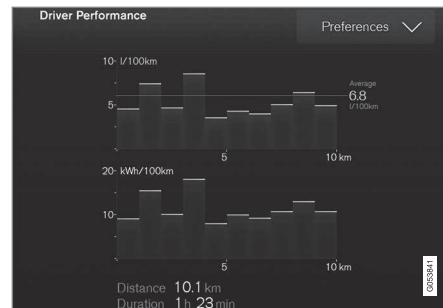 Driver Performance
Preferences
10- l/100km
Average
6.8
l/100km
5-
5
10 km
20- kWh/100km
10-
5
10 km
Distance 10.1 km
Duration 1 h 23 min
G053841